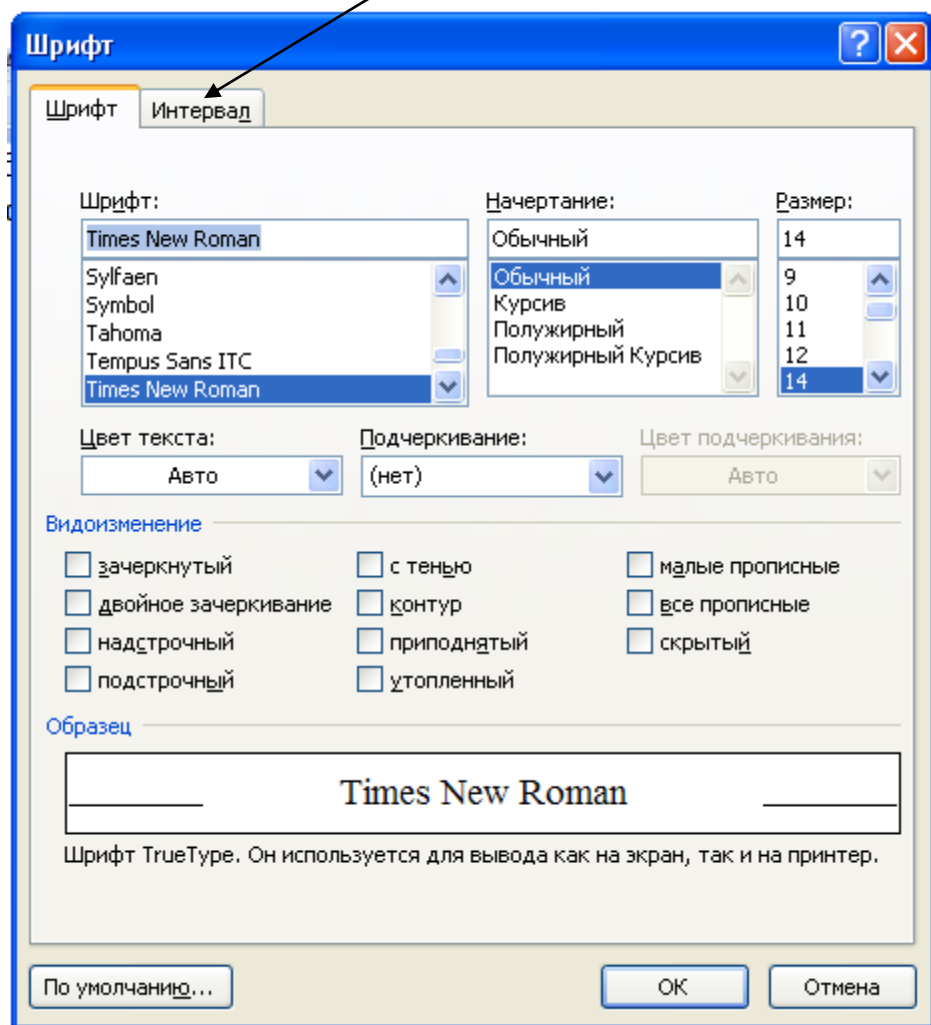 Шрифт
Шрифт Интервал
Шрифт: Начертание: Размер:
Times New Roman Обычный 14
Sylfaen Обычный 9
Symbol Курсив 10
Tahoma Полужирный 11
Tempus Sans ITC Полужирный Курсив 12
Times New Roman 14
Цвет текста: Подчеркивание: Цвет подчеркивания:
Авто (нет) Авто
Видоизменение
зачеркнутый с тенью малые прописные
двойное зачеркивание контур все прописные
надстрочный приподнятый скрытый
подстрочный утопленный
Образец
Times New Roman
Шрифт TrueType. Он используется для вывода как на экран, так и на принтер.
По умолчанию... ОК Отмена